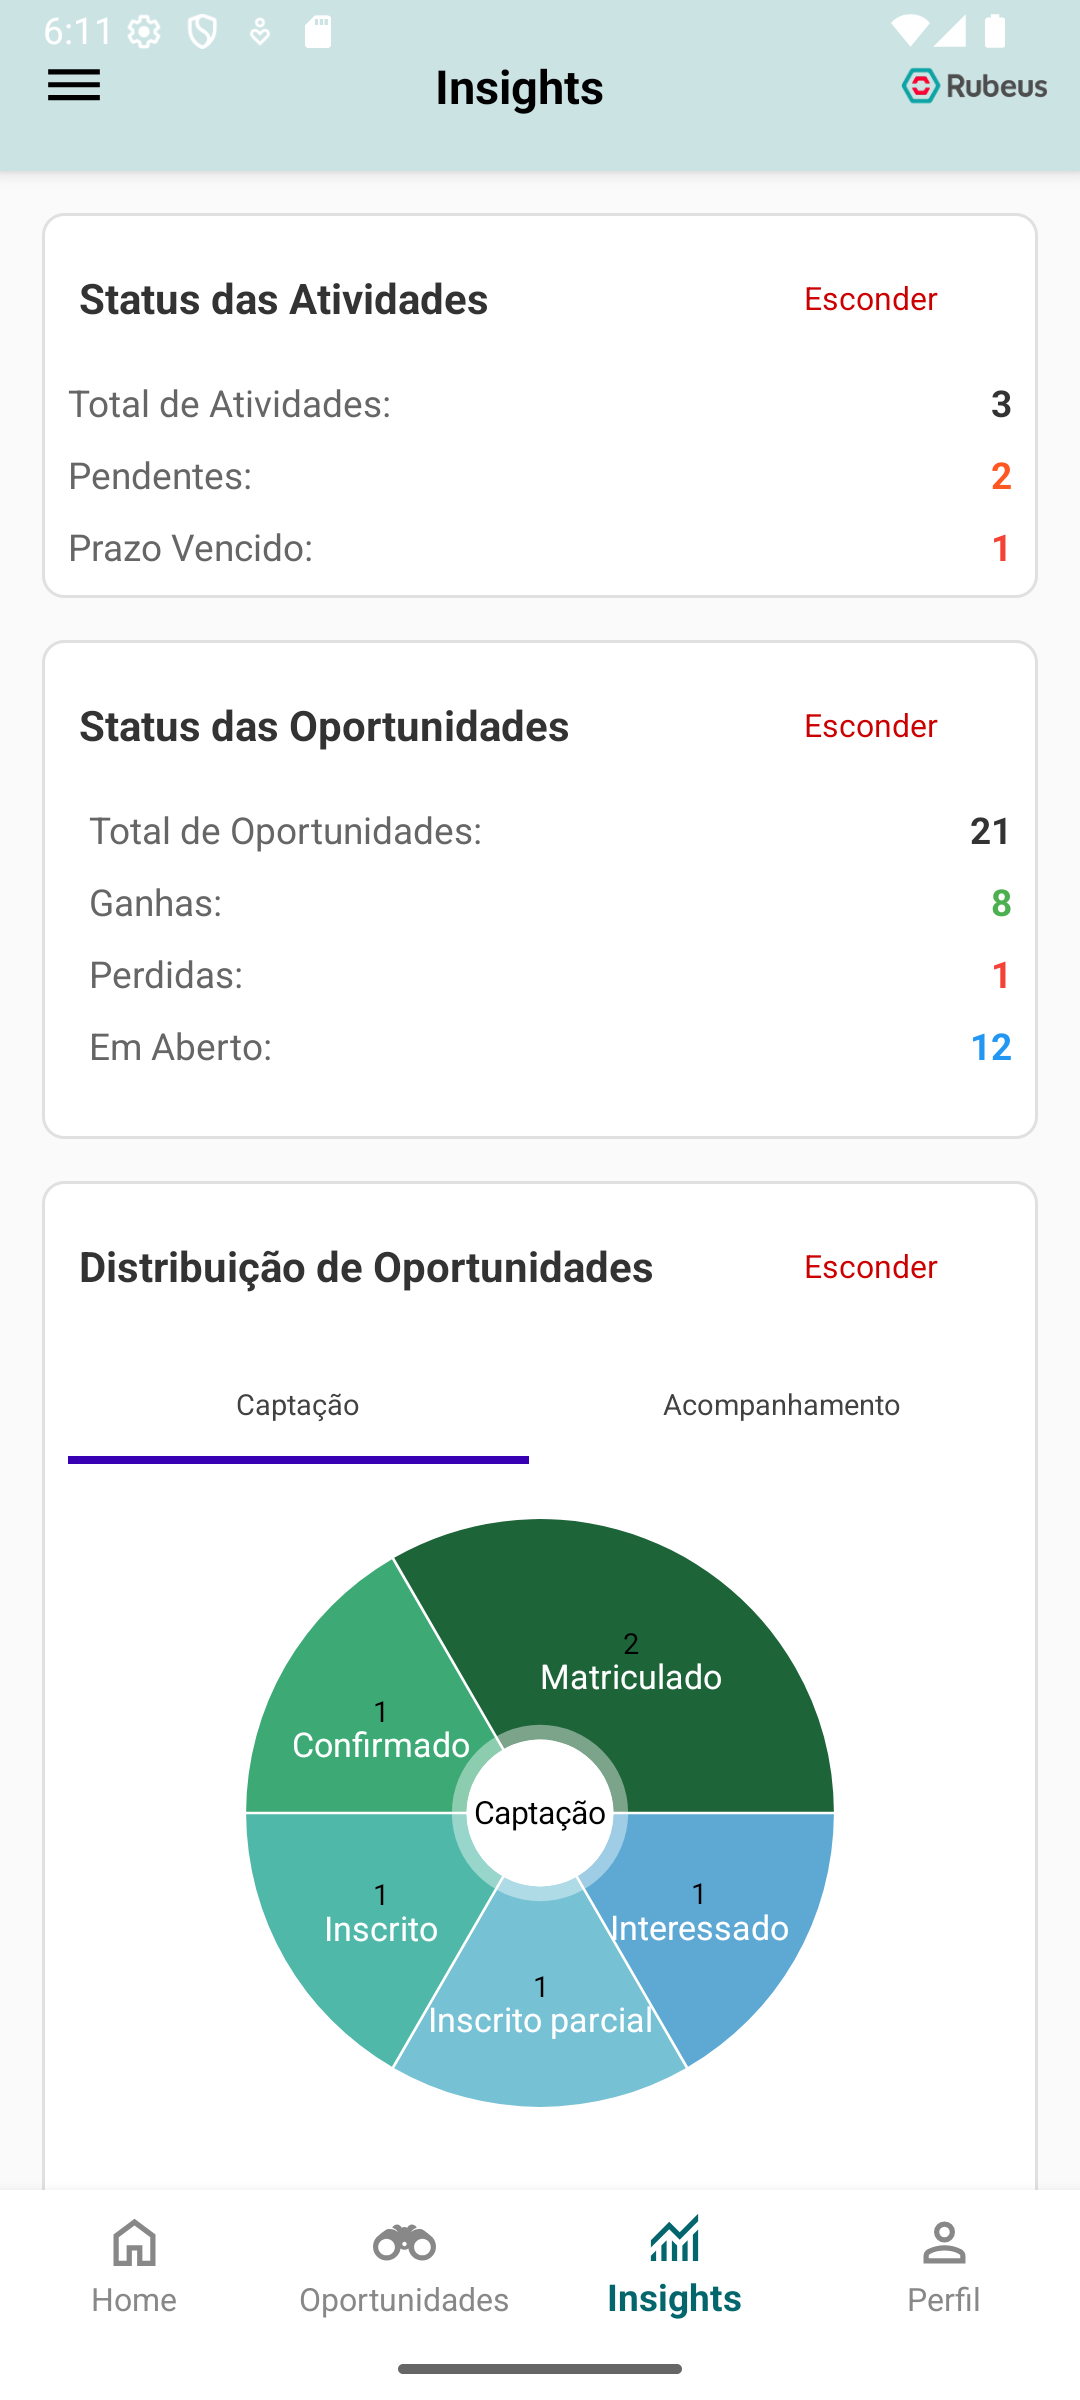 6:11
Insights
Rubeus
Status das Atividades
Esconder
Total de Atividades: 3
Pendentes: 2
Prazo Vencido: 1
Status das Oportunidades
Esconder
Total de Oportunidades: 21
Ganhas: 8
Perdidas: 1
Em Aberto: 12
Distribuição de Oportunidades
Esconder
Captação
Acompanhamento
2
Matriculado
1
Confirmado
Captação
1
Inscrito
1
Interessado
1
Inscrito parcial
Home
Oportunidades
Insights
Perfil